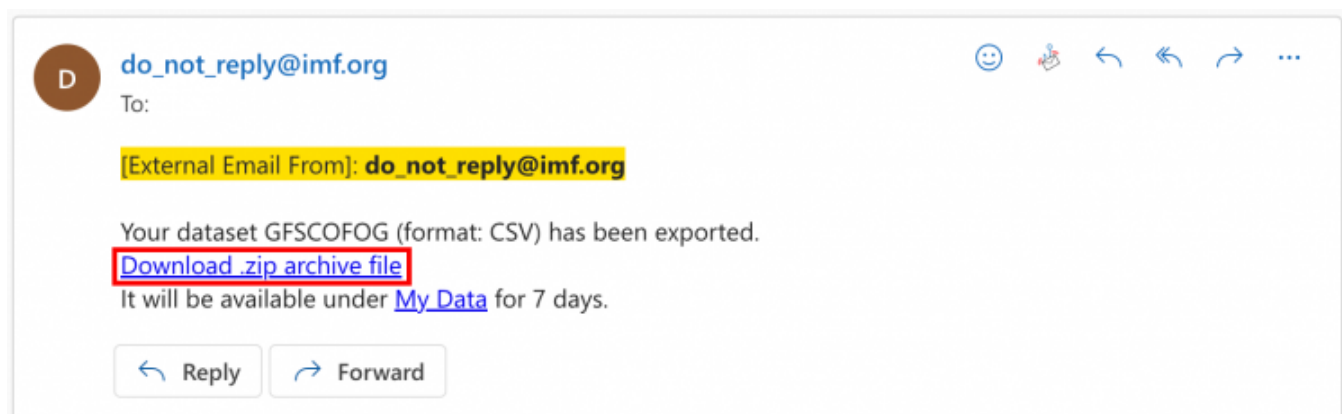 D
do_not_reply@imf.org
To:
[External Email From]: do_not_reply@imf.org
Your dataset GFSCOFOG (format: CSV) has been exported.
Download .zip archive file
It will be available under My Data for 7 days.
Reply Forward